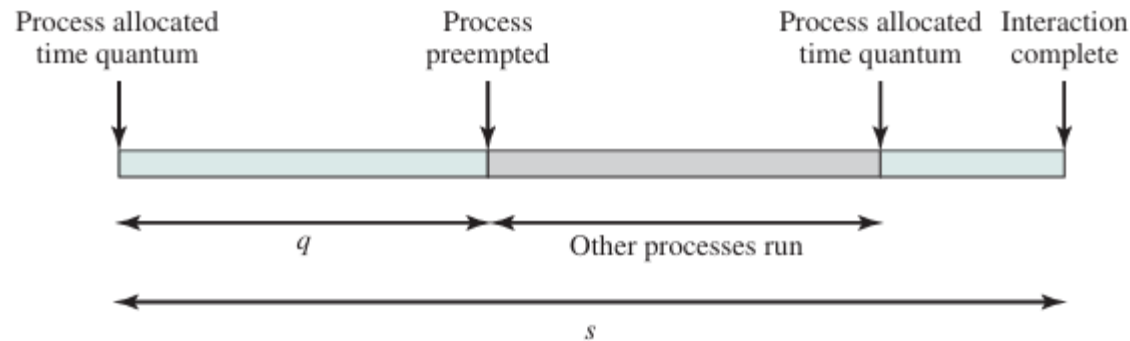 Process allocated
time quantum
Process
preempted
Process allocated
time quantum
Interaction
complete
q
Other processes run
s